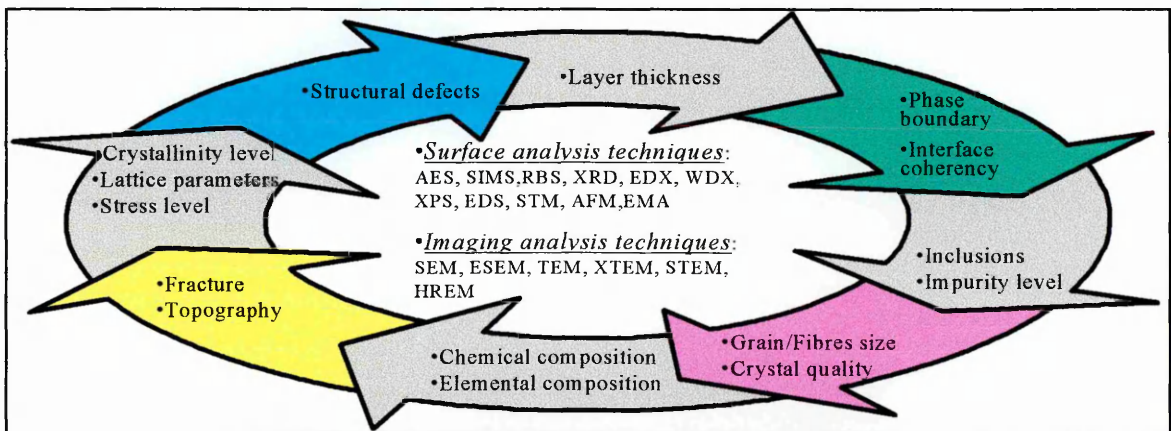 •Structural defects
•Layer thickness
•Phase
boundary
•Interface
coherency
•Inclusions
•Impurity level
•Grain/Fibres size
•Crystal quality
•Chemical composition
•Elemental composition
•Fracture
•Topography
•Crystallinity level
•Lattice parameters
•Stress level
•Surface analysis techniques:
AES, SIMS,RBS, XRD, EDX, WDX,
XPS, EDS, STM, AFM,EMA
•Imaging analysis techniques:
SEM, ESEM, TEM, XTEM, STEM,
HREM